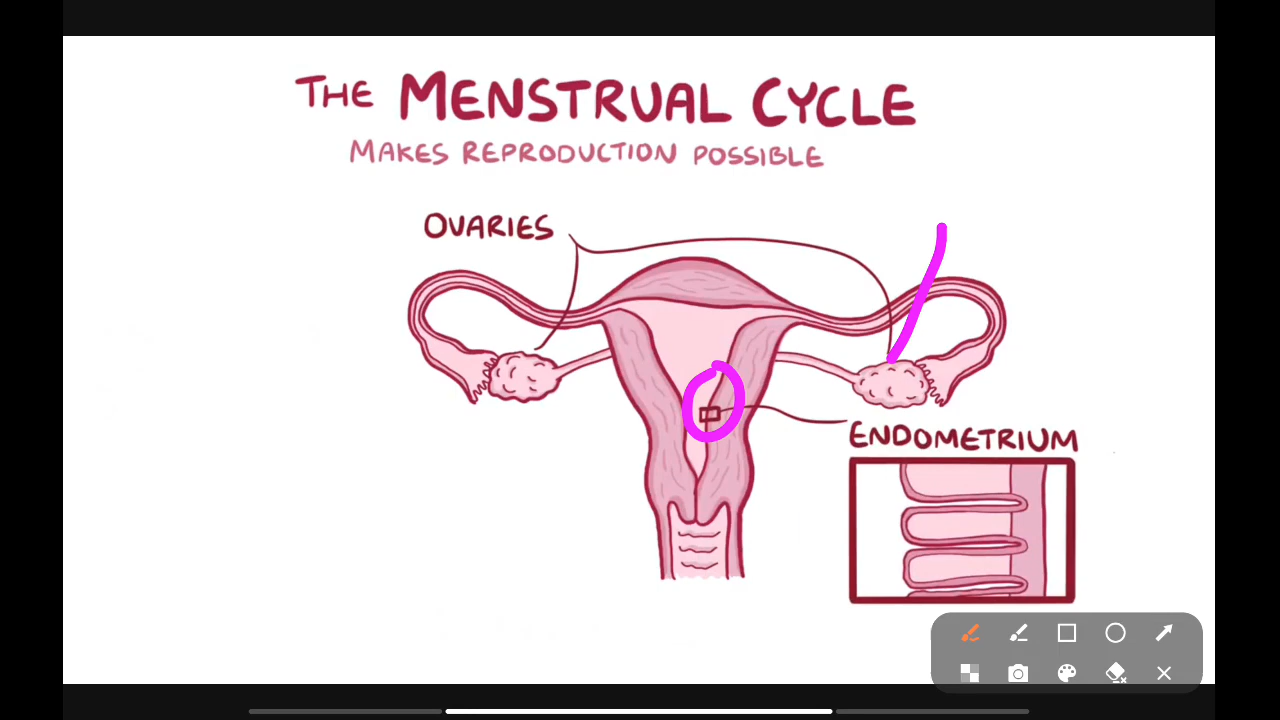 THE MENSTRUAL CYCLE
MAKES REPRODUCTION POSSIBLE
OVARIES
ENDOMETRIUM